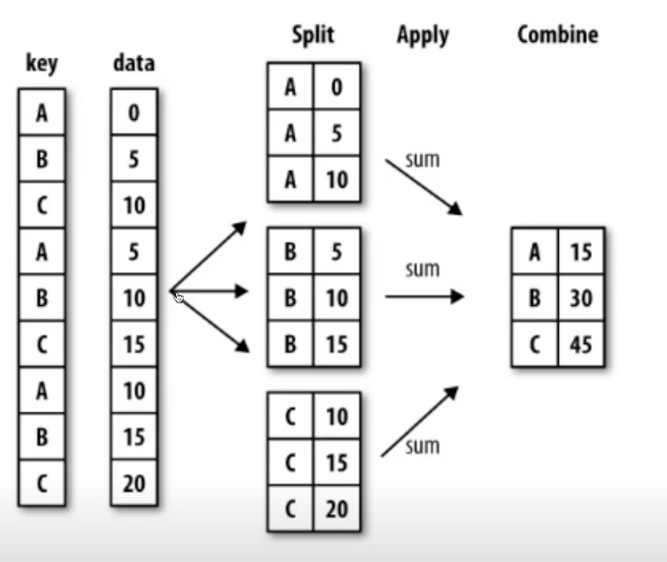 Split Apply Combine
key data
A 0
B 5
C 10
A 5
B 10
C 15
A 10
B 15
C 20
A 0
A 5
A 10
B 5
B 10
B 15
C 10
C 15
C 20
sum
sum
sum
A 15
B 30
C 45